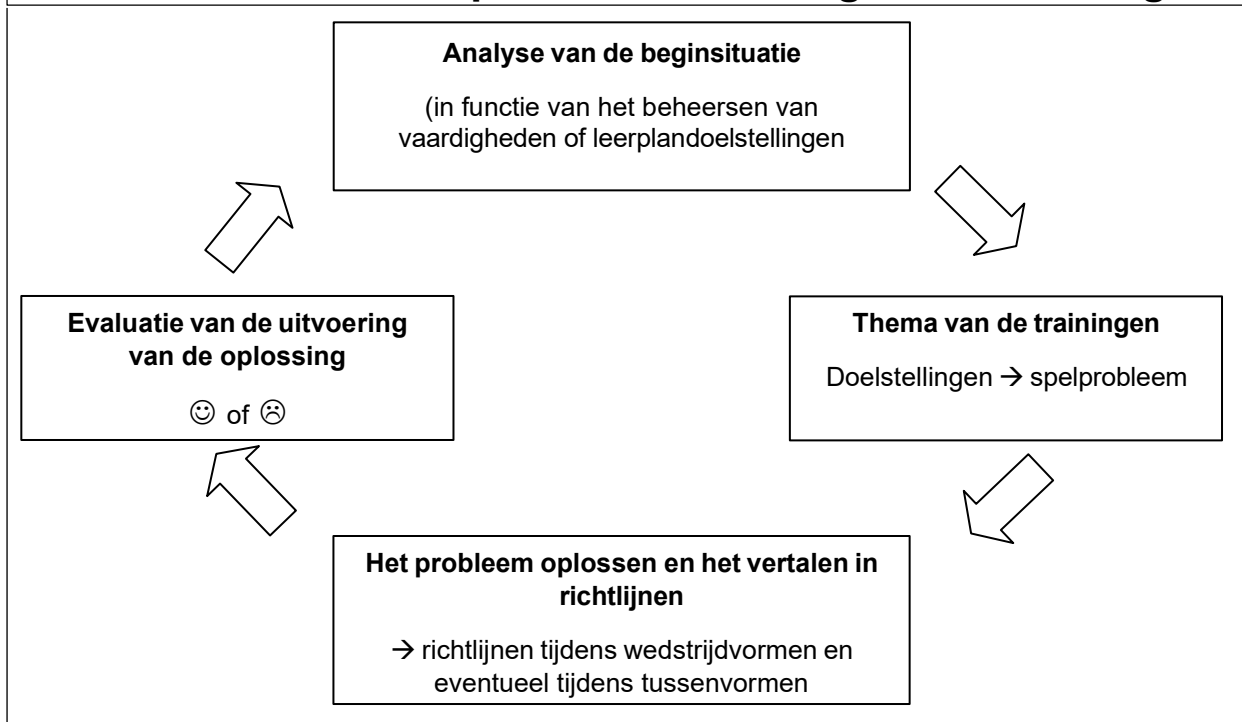 Analyse van de beginsituatie
(in functie van het beheersen van
vaardigheden of leerplandoelstellingen
Evaluatie van de uitvoering
van de oplossing
☺ of ☹
Thema van de trainingen
Doelstellingen → spelprobleem
Het probleem oplossen en het vertalen in
richtlijnen
→ richtlijnen tijdens wedstrijdvormen en
eventueel tijdens tussenvormen